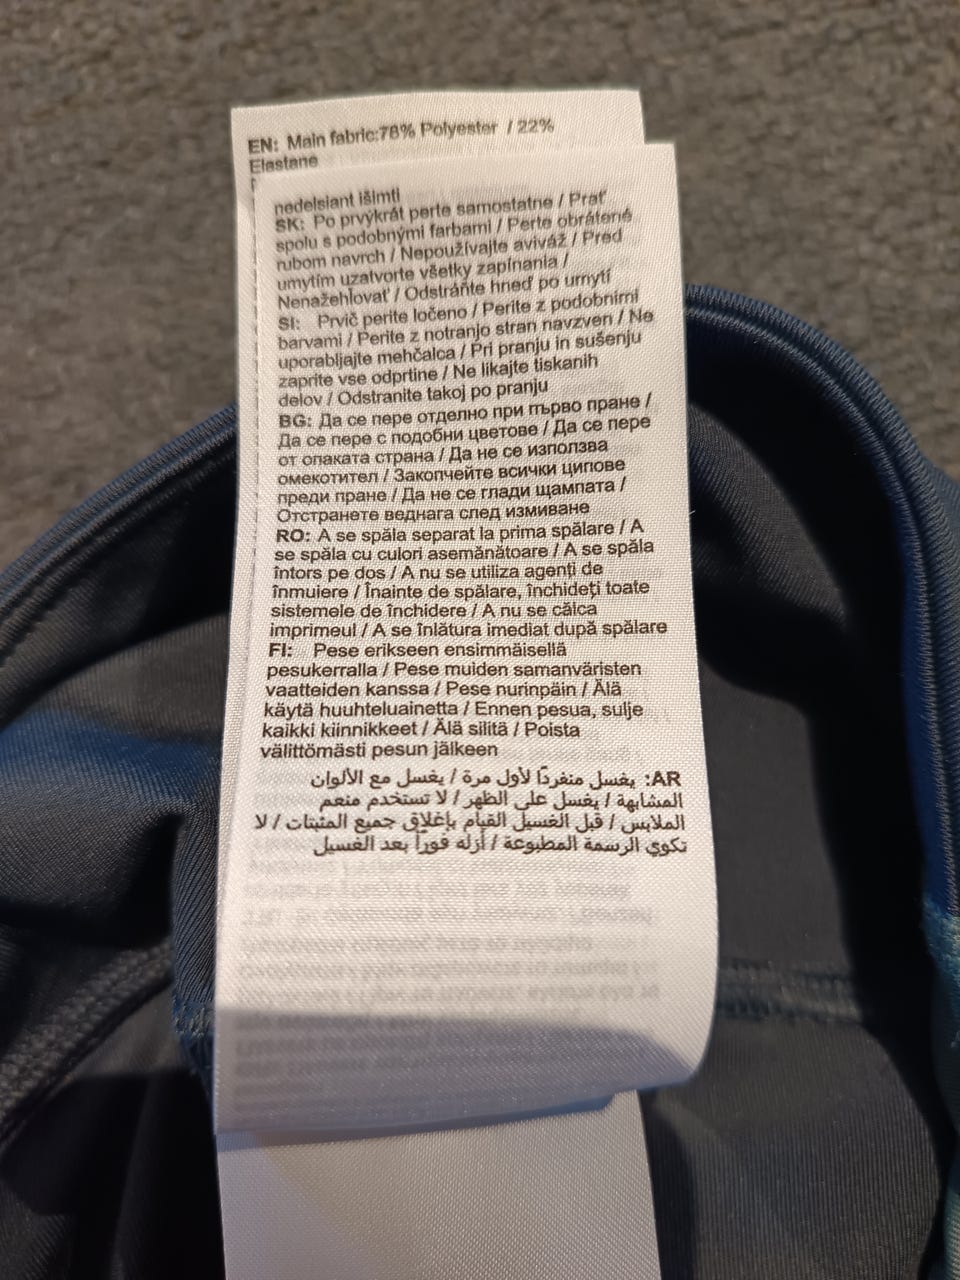 EN: Main fabric:78% Polyester / 22%
Elastane
nedelsiant išimti
SK: Po prvýkrát perte samostatne / Prať
spolu s podobnými farbami / Perte obrátené
rubom navrch / Nepoužívajte aviváž / Pred
umytím uzatvorte všetky zapínania /
Nenažehľovať / Odstráňte hneď po umytí
SI: Prvič perite ločeno / Perite z podobnimi
barvami / Perite z notranjo stran navzven / Ne
uporabljajte mehčalca / Pri pranju in sušenju
zaprite vse odprtine / Ne likajte tiskanih
delov / Odstranite takoj po pranju
BG: Да се пере отделно при първо пране /
Да се пере с подобни цветове / Да се пере
от опаката страна / Да не се използва
омекотител / Закопчейте всички ципове
преди пране / Да не се глади щампата /
Отстранете веднага след измиване
RO: A se spăla separat la prima spălare / A
se spăla cu culori asemănătoare / A se spăla
întors pe dos / A nu se utiliza agenți de
înmuiere / Înainte de spălare, închideți toate
sistemele de închidere / A nu se călca
imprimeul / A se înlătura imediat după spălare
FI: Pese erikseen ensimmäisellä
pesukerralla / Pese muiden samanväristen
vaatteiden kanssa / Pese nurinpäin / Älä
käytä huuhteluainetta / Ennen pesua, sulje
kaikki kiinnikkeet / Älä silitä / Poista
välittömästi pesun jälkeen
AR: يغسل منفردًا لأول مرة / يغسل مع الألوان
المشابهة / يغسل على الظهر / لا تستخدم منعم
الملابس / قبل الغسيل القيام بإغلاق جميع المثبتات / لا
تكوي الرسمة المطبوعة / أزله فورًا بعد الغسيل